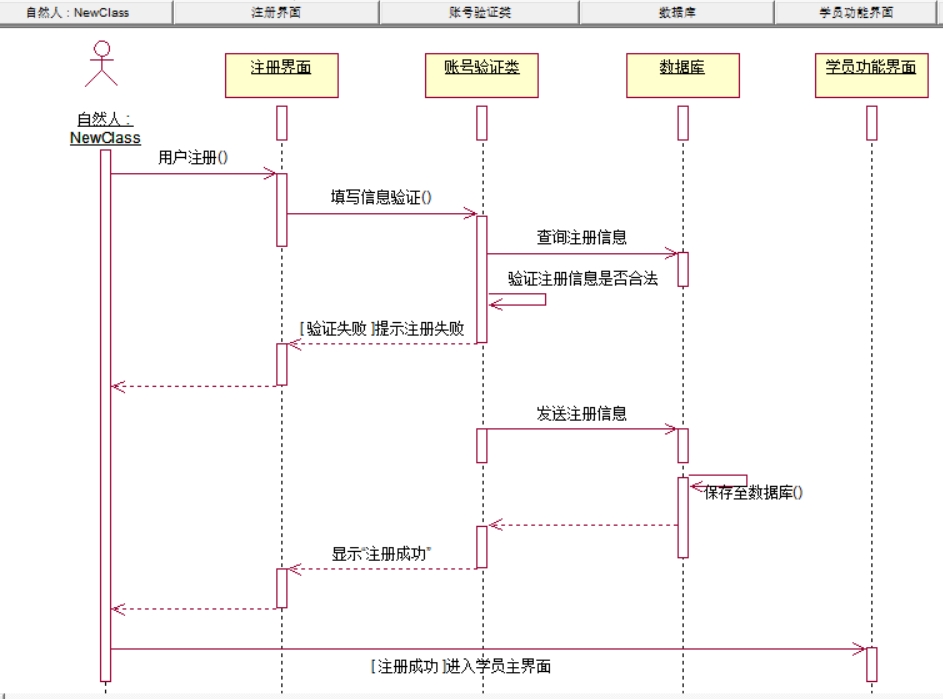 自然人 : NewClass
注册界面
账号验证类
数据库
学员功能界面
注册界面
账号验证类
数据库
学员功能界面
自然人 :
NewClass
用户注册()
填写信息验证()
查询注册信息
验证注册信息是否合法
[ 验证失败 ]提示注册失败
发送注册信息
保存至数据库()
显示“注册成功”
[ 注册成功 ]进入学员主界面